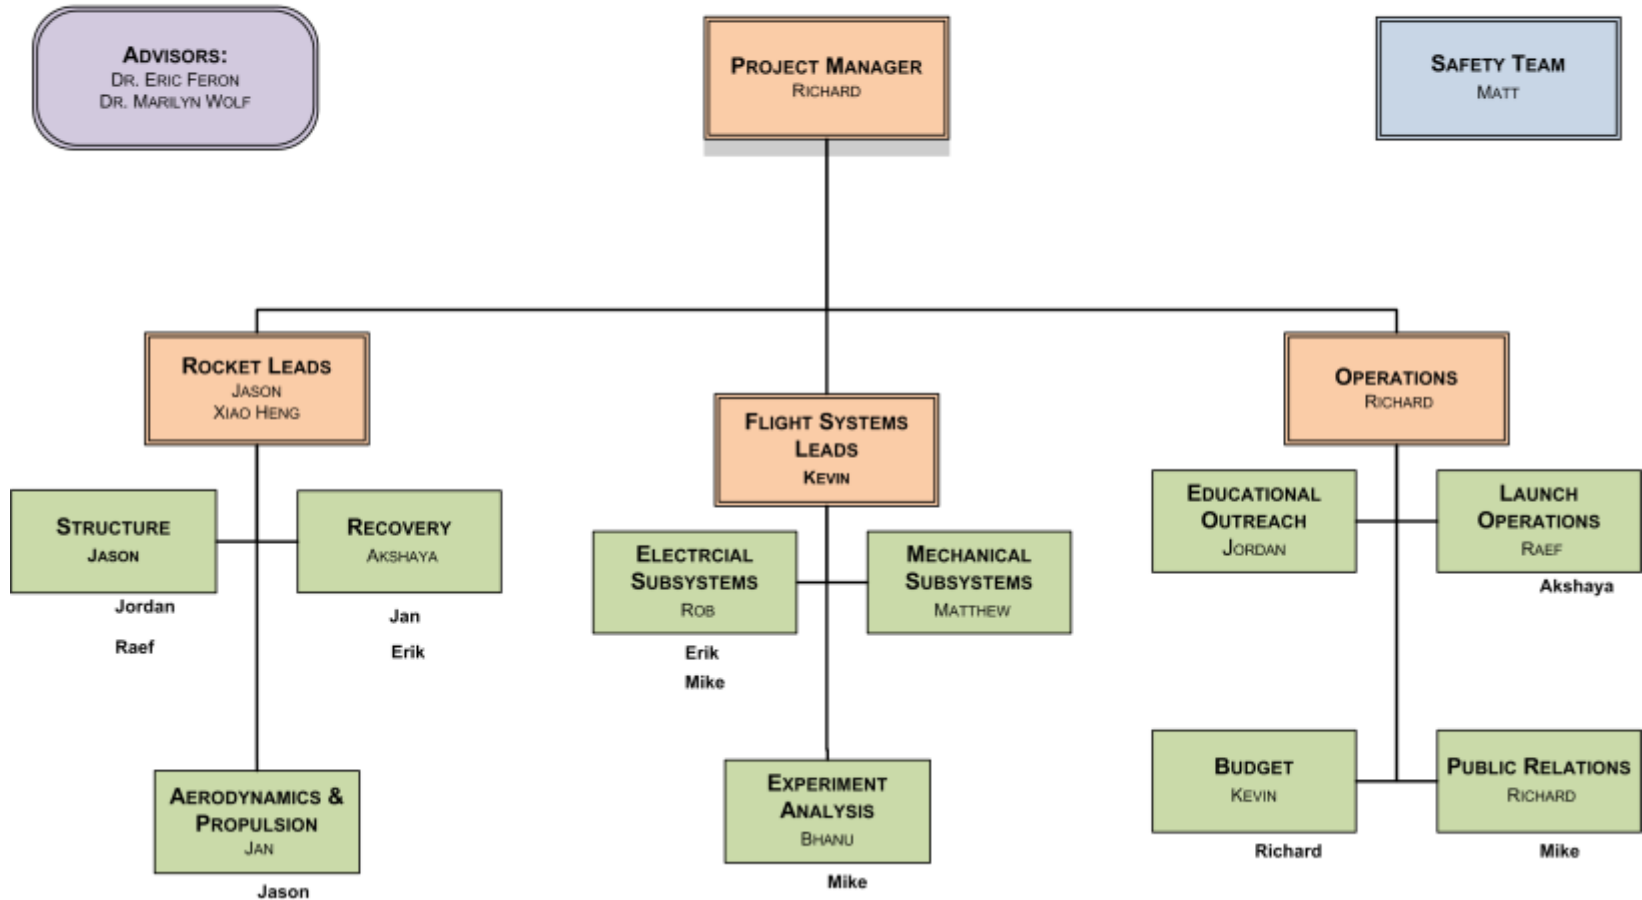 ADVISORS:
DR. ERIC FERON
DR. MARILYN WOLF
PROJECT MANAGER
RICHARD
SAFETY TEAM
MATT
ROCKET LEADS
JASON
XIAO HENG
FLIGHT SYSTEMS
LEADS
KEVIN
OPERATIONS
RICHARD
STRUCTURE
JASON
Jordan
Raef
RECOVERY
AKSHAYA
Jan
Erik
AERODYNAMICS &
PROPULSION
JAN
Jason
ELECTRCIAL
SUBSYSTEMS
ROB
Erik
Mike
MECHANICAL
SUBSYSTEMS
MATTHEW
EXPERIMENT
ANALYSIS
BHANU
Mike
EDUCATIONAL
OUTREACH
JORDAN
LAUNCH
OPERATIONS
RAEF
Akshaya
BUDGET
KEVIN
Richard
PUBLIC RELATIONS
RICHARD
Mike